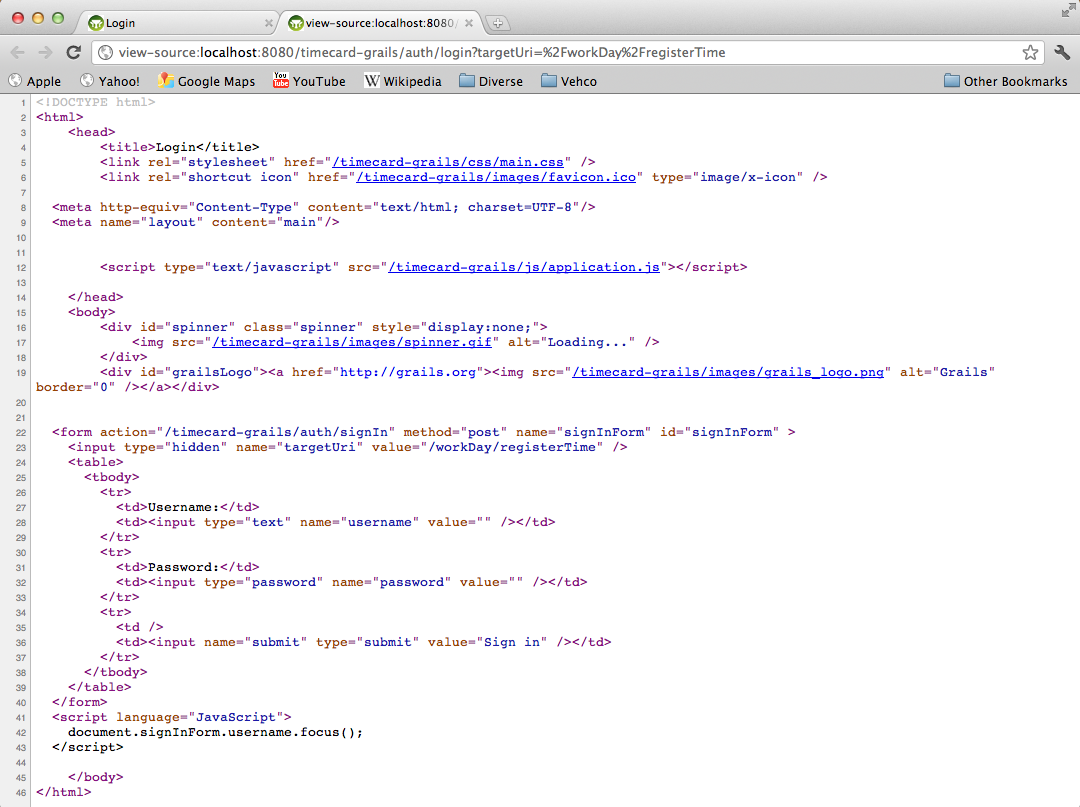 Login
view-source:localhost:8080/
view-source:localhost:8080/timecard-grails/auth/login?targetUri=%2FworkDay%2FregisterTime
Apple Yahoo! Google Maps You Tube YouTube W Wikipedia Diverse Vehco Other Bookmarks
1 <!DOCTYPE html>
2 <html>
3 <head>
4 <title>Login</title>
5 <link rel="stylesheet" href="/timecard-grails/css/main.css" />
6 <link rel="shortcut icon" href="/timecard-grails/images/favicon.ico" type="image/x-icon" />
7
8 <meta http-equiv="Content-Type" content="text/html; charset=UTF-8"/>
9 <meta name="layout" content="main"/>
10
11
12 <script type="text/javascript" src="/timecard-grails/js/application.js"></script>
13
14 </head>
15 <body>
16 <div id="spinner" class="spinner" style="display:none;">
17 <img src="/timecard-grails/images/spinner.gif" alt="Loading..." />
18 </div>
19 <div id="grailsLogo"><a href="http://grails.org"><img src="/timecard-grails/images/grails_logo.png" alt="Grails"
border="0" /></a></div>
20
21
22 <form action="/timecard-grails/auth/signIn" method="post" name="signInForm" id="signInForm" >
23 <input type="hidden" name="targetUri" value="/workDay/registerTime" />
24 <table>
25 <tbody>
26 <tr>
27 <td>Username:</td>
28 <td><input type="text" name="username" value="" /></td>
29 </tr>
30 <tr>
31 <td>Password:</td>
32 <td><input type="password" name="password" value="" /></td>
33 </tr>
34 <tr>
35 <td />
36 <td><input name="submit" type="submit" value="Sign in" /></td>
37 </tr>
38 </tbody>
39 </table>
40 </form>
41 <script language="JavaScript">
42 document.signInForm.username.focus();
43 </script>
44
45 </body>
46 </html>